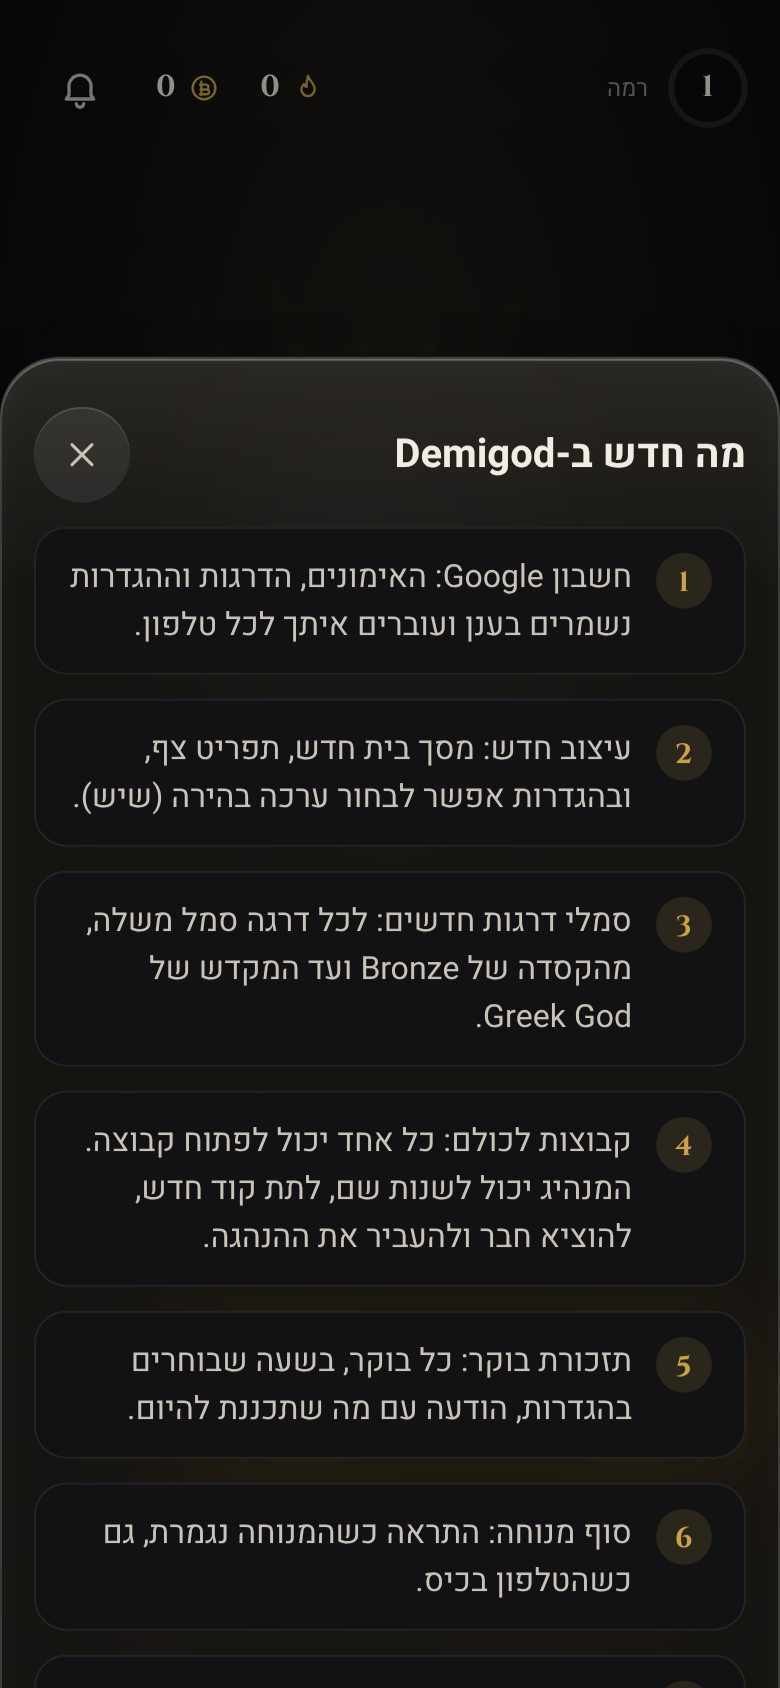 1 רמה 0 0
מה חדש ב-Demigod
1
חשבון Google: האימונים, הדרגות וההגדרות
נשמרים בענן ועוברים איתך לכל טלפון.
2
עיצוב חדש: מסך בית חדש, תפריט צף,
ובהגדרות אפשר לבחור ערכה בהירה (שיש).
3
סמלי דרגות חדשים: לכל דרגה סמל משלה,
מהקסדה של Bronze ועד המקדש של
Greek God.
4
קבוצות לכולם: כל אחד יכול לפתוח קבוצה.
המנהיג יכול לשנות שם, לתת קוד חדש,
להוציא חבר ולהעביר את ההנהגה.
5
תזכורת בוקר: כל בוקר, בשעה שבוחרים
בהגדרות, הודעה עם מה שתכננת להיום.
6
סוף מנוחה: התראה כשהמנוחה נגמרת, גם
כשהטלפון בכיס.